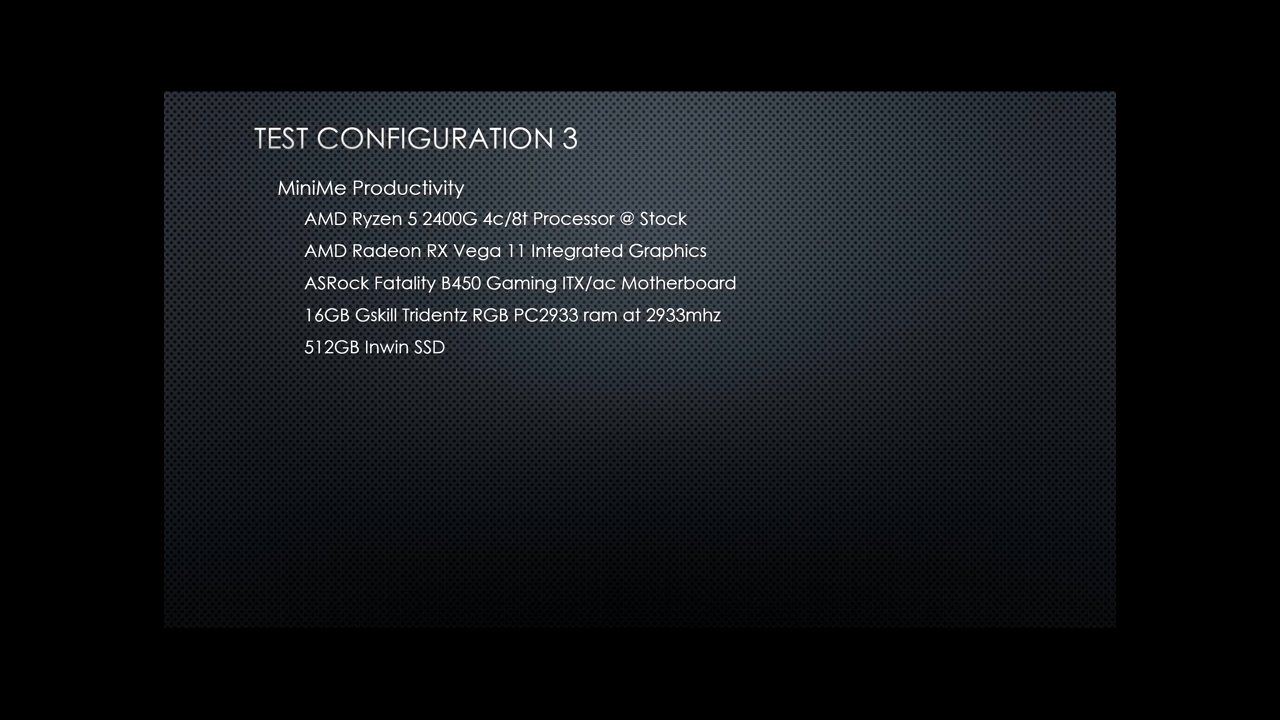 TEST CONFIGURATION 3
MiniMe Productivity
AMD Ryzen 5 2400G 4c/8t Processor @ Stock
AMD Radeon RX Vega 11 Integrated Graphics
ASRock Fatality B450 Gaming ITX/ac Motherboard
16GB Gskill Tridentz RGB PC2933 ram at 2933mhz
512GB Inwin SSD